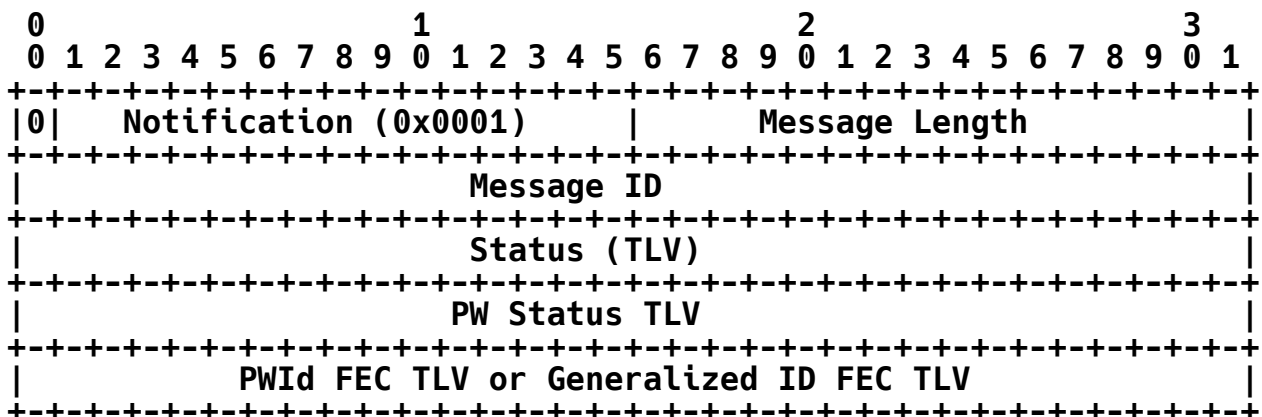 0                   1                   2                   3
 0 1 2 3 4 5 6 7 8 9 0 1 2 3 4 5 6 7 8 9 0 1 2 3 4 5 6 7 8 9 0 1
+-+-+-+-+-+-+-+-+-+-+-+-+-+-+-+-+-+-+-+-+-+-+-+-+-+-+-+-+-+-+-+-+
|0|    Notification (0x0001)     |      Message Length           |
+-+-+-+-+-+-+-+-+-+-+-+-+-+-+-+-+-+-+-+-+-+-+-+-+-+-+-+-+-+-+-+-+
|                       Message ID                              |
+-+-+-+-+-+-+-+-+-+-+-+-+-+-+-+-+-+-+-+-+-+-+-+-+-+-+-+-+-+-+-+-+
|                       Status (TLV)                            |
+-+-+-+-+-+-+-+-+-+-+-+-+-+-+-+-+-+-+-+-+-+-+-+-+-+-+-+-+-+-+-+-+
|                      PW Status TLV                            |
+-+-+-+-+-+-+-+-+-+-+-+-+-+-+-+-+-+-+-+-+-+-+-+-+-+-+-+-+-+-+-+-+
|           PWId FEC TLV or Generalized ID FEC TLV              |
+-+-+-+-+-+-+-+-+-+-+-+-+-+-+-+-+-+-+-+-+-+-+-+-+-+-+-+-+-+-+-+-+